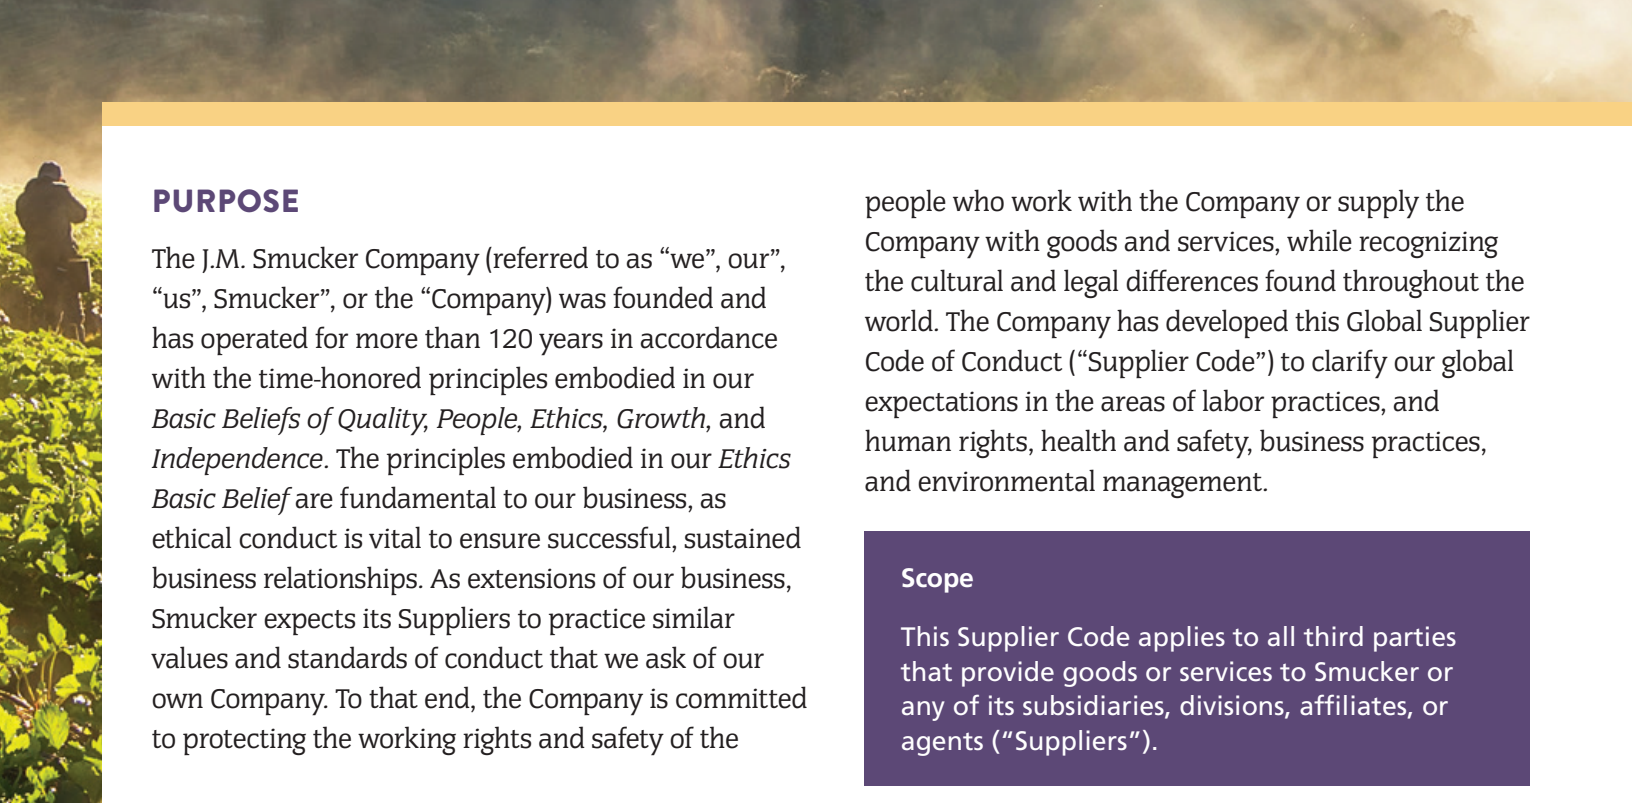 PURPOSE
The J.M. Smucker Company (referred to as “we”, our”,
“us”, Smucker”, or the “Company) was founded and
has operated for more than 120 years in accordance
with the time-honored principles embodied in our
Basic Beliefs of Quality, People, Ethics, Growth, and
Independence. The principles embodied in our Ethics
Basic Belief are fundamental to our business, as
ethical conduct is vital to ensure successful, sustained
business relationships. As extensions of our business,
Smucker expects its Suppliers to practice similar
values and standards of conduct that we ask of our
own Company. To that end, the Company is committed
to protecting the working rights and safety of the
people who work with the Company or supply the
Company with goods and services, while recognizing
the cultural and legal differences found throughout the
world. The Company has developed this Global Supplier
Code of Conduct (“Supplier Code”) to clarify our global
expectations in the areas of labor practices, and
human rights, health and safety, business practices,
and environmental management.
Scope
This Supplier Code applies to all third parties
that provide goods or services to Smucker or
any of its subsidiaries, divisions, affiliates, or
agents (“Suppliers”).